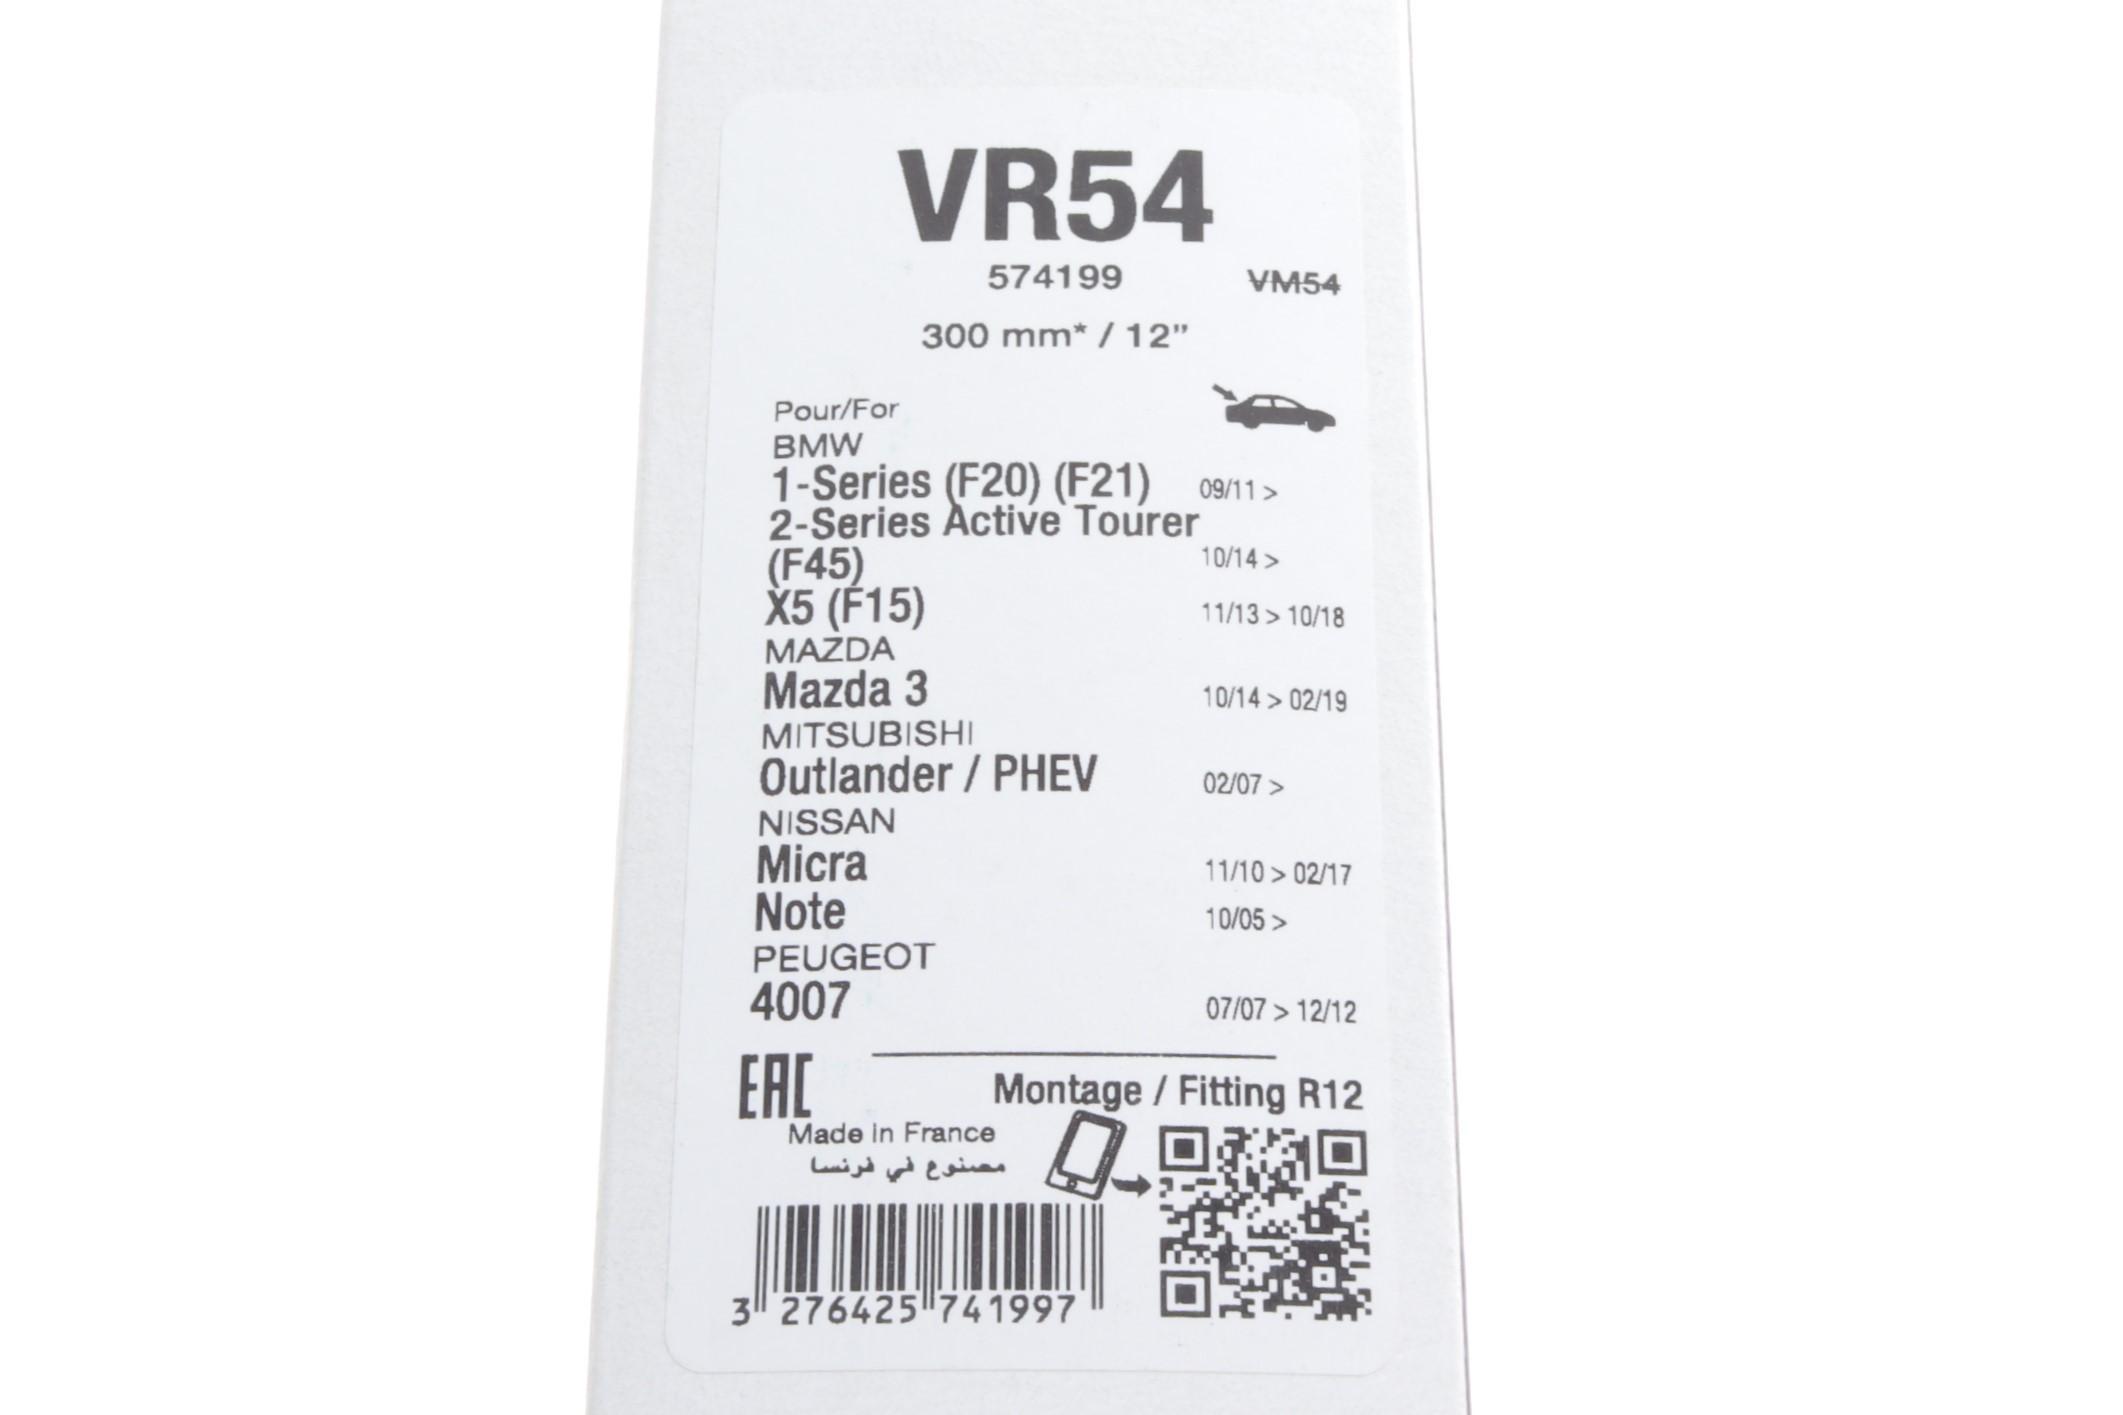 VR54
574199 VM54
300 mm* / 12”
Pour/For
BMW
1-Series (F20) (F21) 09/11 >
2-Series Active Tourer
(F45) 10/14 >
X5 (F15) 11/13 > 10/18
MAZDA
Mazda 3 10/14 > 02/19
MITSUBISHI
Outlander / PHEV 02/07 >
NISSAN
Micra 11/10 > 02/17
Note 10/05 >
PEUGEOT
4007 07/07 > 12/12
EAC
Montage / Fitting R12
Made in France
مصنوع في فرنسا
3 276425 741997